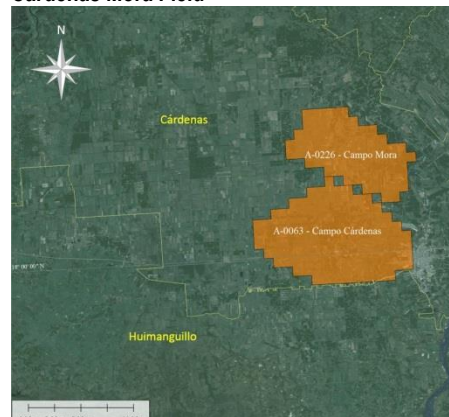 Cárdenas Mora Field
N
Cárdenas
A-0226 - Campo Mora
A-0063 - Campo Cárdenas
Huimanguillo